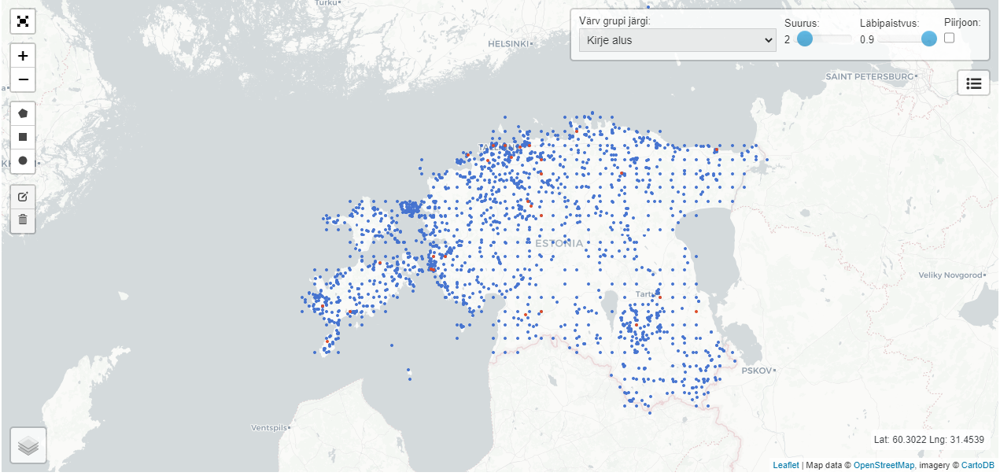 Turku
HELSINKI
SAINT PETERSBURG
Värv grupi järgi:
Kirje alus
Suurus:
2
Läbipaistvus:
0.9
Piirjoon:
+
−
ESTONIA
Tartu
Veliky Novgorod
PSKOV
Ventspils
Lat: 60.3022 Lng: 31.4539
Leaflet | Map data © OpenStreetMap, imagery © CartoDB